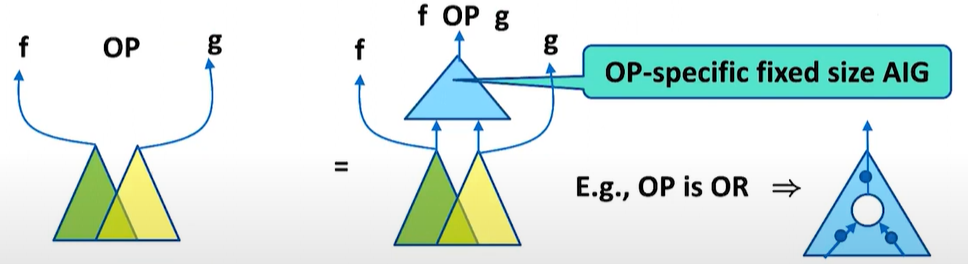 f OP g
f OP g
f
g
OP-specific fixed size AIG
=
E.g., OP is OR ⇒